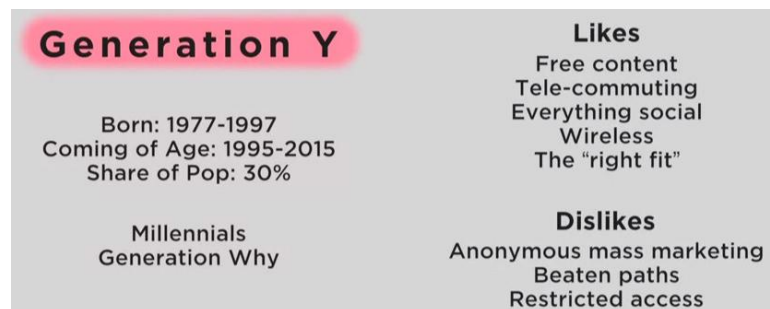 Generation Y
Born: 1977-1997
Coming of Age: 1995-2015
Share of Pop: 30%
Millennials
Generation Why
Likes
Free content
Tele-commuting
Everything social
Wireless
The “right fit”
Dislikes
Anonymous mass marketing
Beaten paths
Restricted access